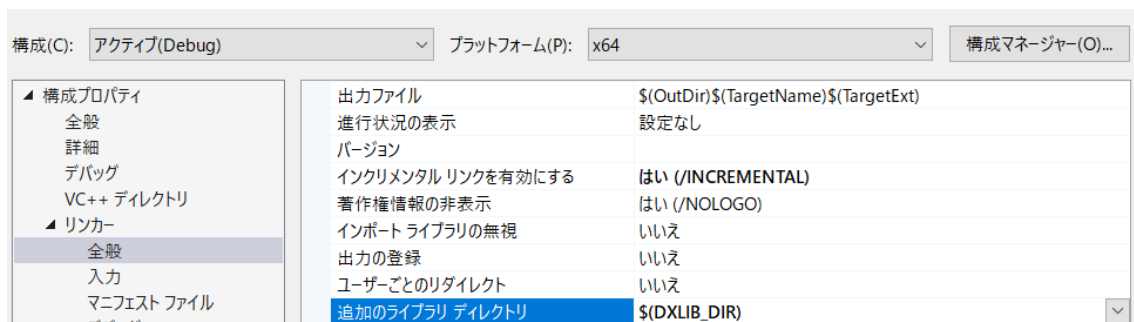 構成(C): アクティブ(Debug) プラットフォーム(P): x64 構成マネージャー(O)...
構成プロパティ
全般
詳細
デバッグ
VC++ ディレクトリ
リンカー
全般
入力
マニフェスト ファイル
出力ファイル $(OutDir)$(TargetName)$(TargetExt)
進行状況の表示 設定なし
バージョン
インクリメンタル リンクを有効にする はい (/INCREMENTAL)
著作権情報の非表示 はい (/NOLOGO)
インポート ライブラリの無視 いいえ
出力の登録 いいえ
ユーザーごとのリダイレクト いいえ
追加のライブラリ ディレクトリ $(DXLIB_DIR)